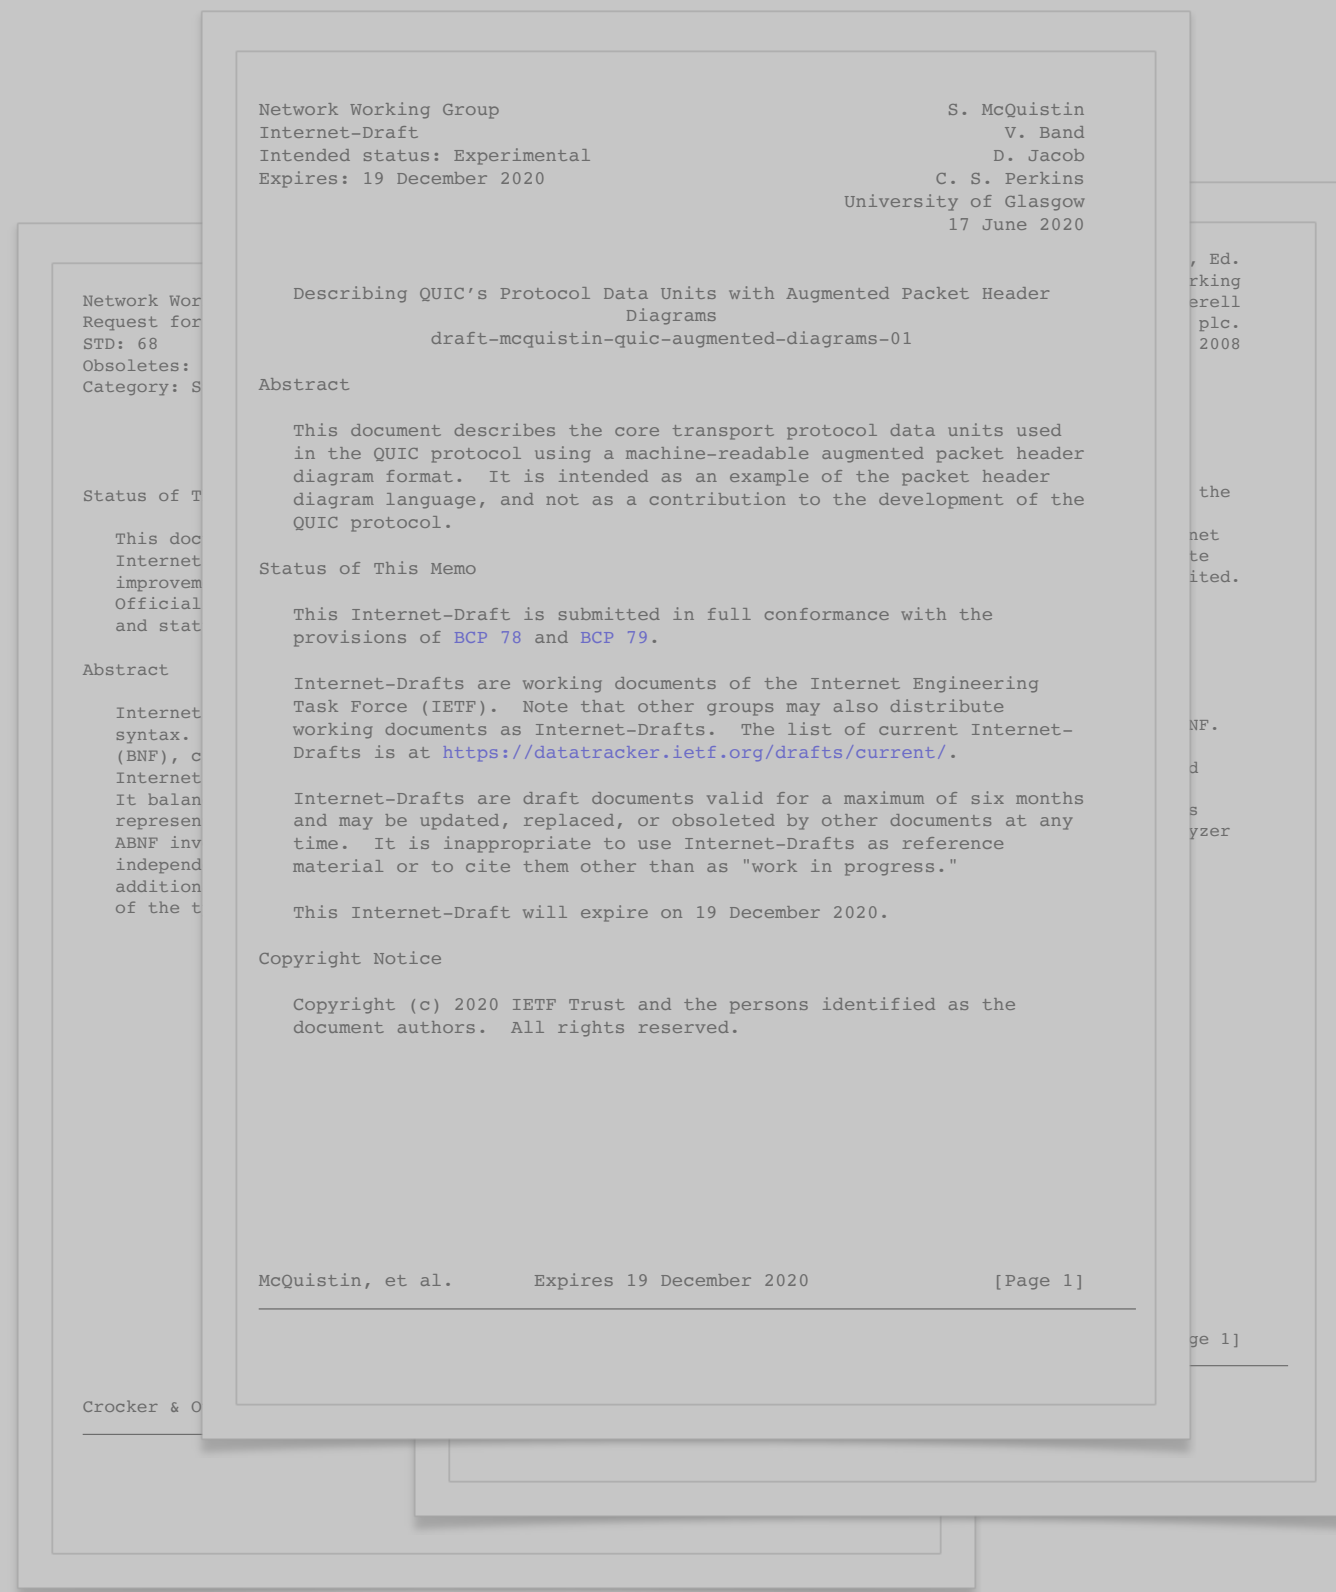 Network Working Group                                       S. McQuistin
Internet-Draft                                                   V. Band
Intended status: Experimental                                   D. Jacob
Expires: 19 December 2020                                  C. S. Perkins
University of Glasgow
17 June 2020
Describing QUIC's Protocol Data Units with Augmented Packet Header
Diagrams
draft-mcquistin-quic-augmented-diagrams-01
Abstract
This document describes the core transport protocol data units used
in the QUIC protocol using a machine-readable augmented packet header
diagram format.  It is intended as an example of the packet header
diagram language, and not as a contribution to the development of the
QUIC protocol.
Status of This Memo
This Internet-Draft is submitted in full conformance with the
provisions of BCP 78 and BCP 79.
Internet-Drafts are working documents of the Internet Engineering
Task Force (IETF).  Note that other groups may also distribute
working documents as Internet-Drafts.  The list of current Internet-
Drafts is at https://datatracker.ietf.org/drafts/current/.
Internet-Drafts are draft documents valid for a maximum of six months
and may be updated, replaced, or obsoleted by other documents at any
time.  It is inappropriate to use Internet-Drafts as reference
material or to cite them other than as "work in progress."
This Internet-Draft will expire on 19 December 2020.
Copyright Notice
Copyright (c) 2020 IETF Trust and the persons identified as the
document authors.  All rights reserved.
McQuistin, et al.       Expires 19 December 2020                [Page 1]
Network Wor
Request for
STD: 68
Obsoletes:
Category: S
Status of T
This doc
Internet
improvem
Official
and stat
Abstract
Internet
syntax.
(BNF), c
Internet
It balan
represen
ABNF inv
independ
addition
of the t
Crocker & O
, Ed.
rking
erell
plc.
2008
the
net
te
ited.
NF.
d
s
yzer
ge 1]